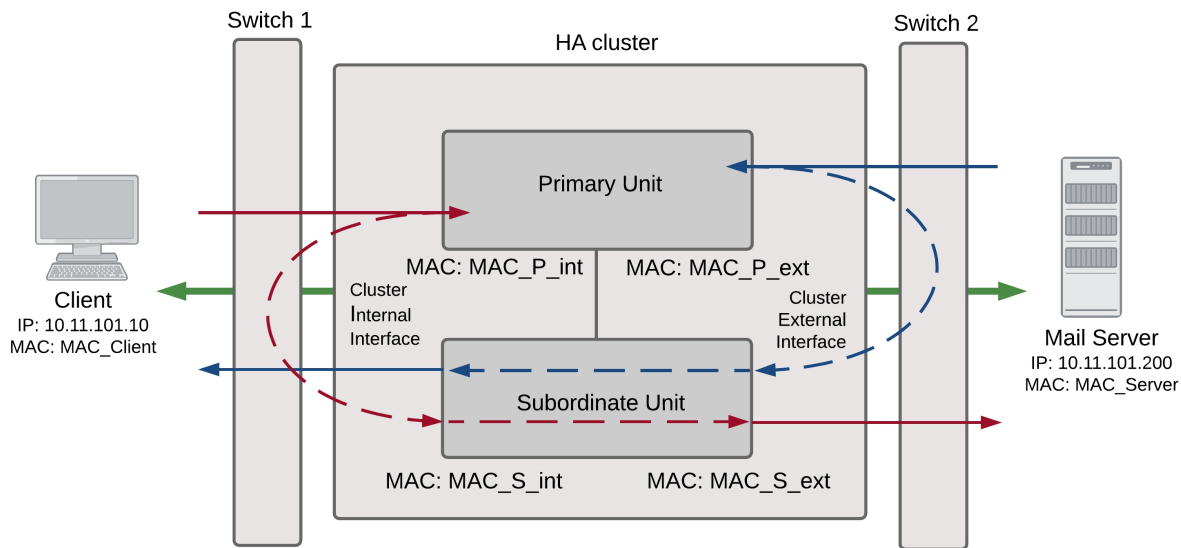 Switch 1
HA cluster
Switch 2
Primary Unit
MAC: MAC_P_int
MAC: MAC_P_ext
Cluster
Internal
Interface
Cluster
External
Interface
Client
IP: 10.11.101.10
MAC: MAC_Client
Mail Server
IP: 10.11.101.200
MAC: MAC_Server
Subordinate Unit
MAC: MAC_S_int
MAC: MAC_S_ext